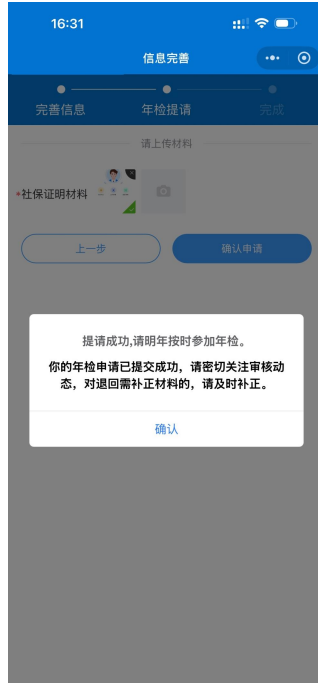 16:31
信息完善
完善信息 年检提请 完成
请上传材料
*社保证明材料
上一步 确认申请
提请成功,请明年按时参加年检。
你的年检申请已提交成功，请密切关注审核动
态，对退回需补正材料的，请及时补正。
确认